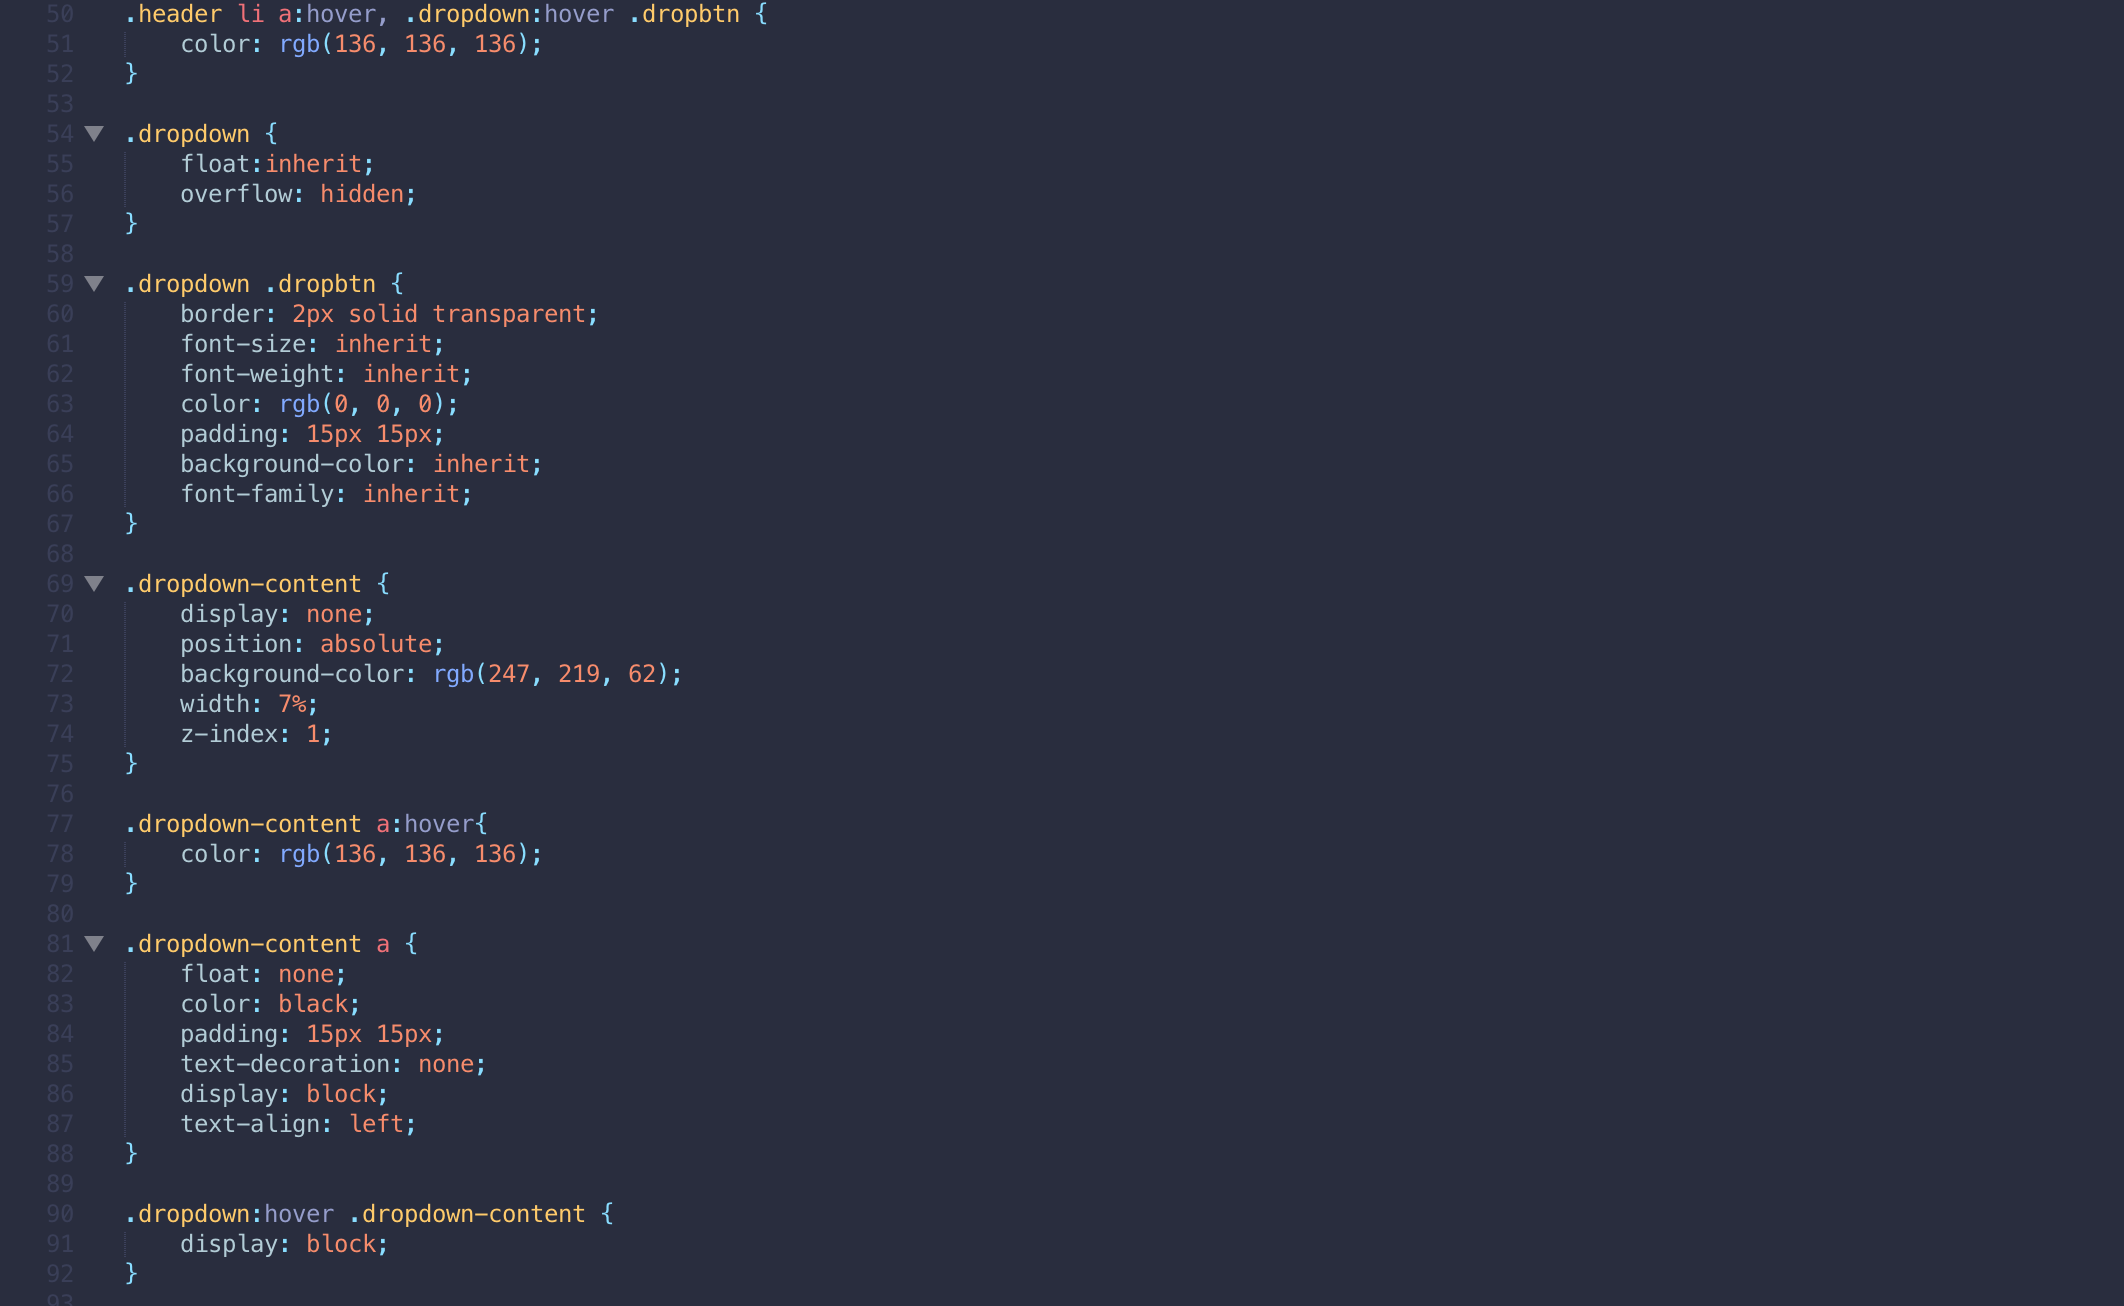 50 .header li a:hover, .dropdown:hover .dropbtn {
51     color: rgb(136, 136, 136);
52 }
53
54 .dropdown {
55     float:inherit;
56     overflow: hidden;
57 }
58
59 .dropdown .dropbtn {
60     border: 2px solid transparent;
61     font-size: inherit;
62     font-weight: inherit;
63     color: rgb(0, 0, 0);
64     padding: 15px 15px;
65     background-color: inherit;
66     font-family: inherit;
67 }
68
69 .dropdown-content {
70     display: none;
71     position: absolute;
72     background-color: rgb(247, 219, 62);
73     width: 7%;
74     z-index: 1;
75 }
76
77 .dropdown-content a:hover{
78     color: rgb(136, 136, 136);
79 }
80
81 .dropdown-content a {
82     float: none;
83     color: black;
84     padding: 15px 15px;
85     text-decoration: none;
86     display: block;
87     text-align: left;
88 }
89
90 .dropdown:hover .dropdown-content {
91     display: block;
92 }
93